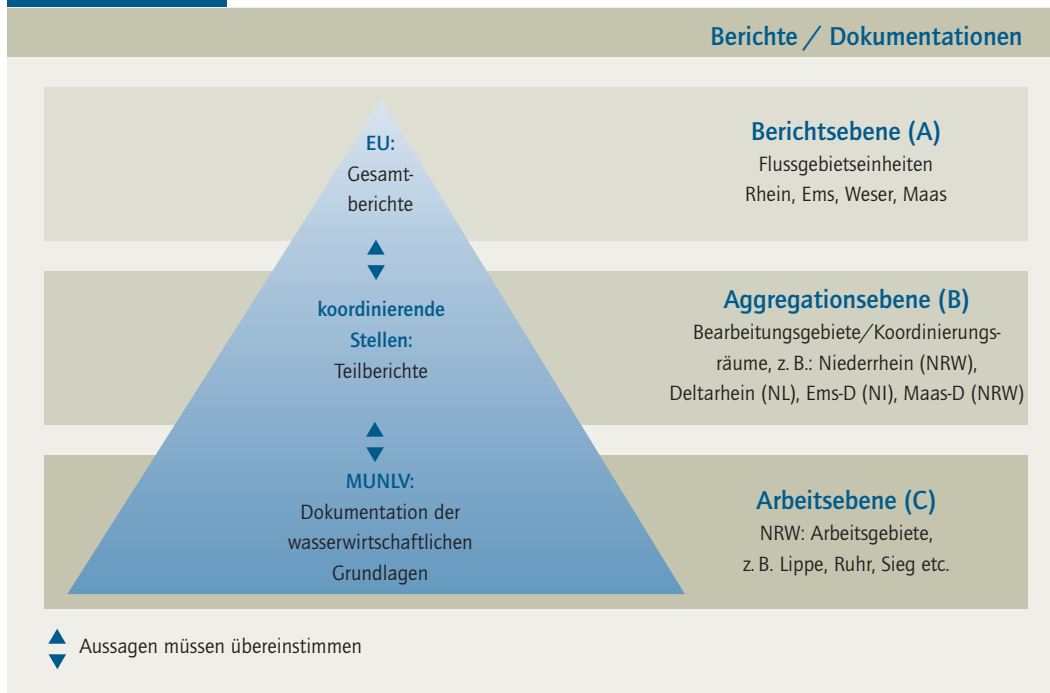 Berichte / Dokumentationen
EU:
Gesamt-
berichte
Berichtsebene (A)
Flussgebietseinheiten
Rhein, Ems, Weser, Maas
koordinierende
Stellen:
Teilberichte
Aggregationsebene (B)
Bearbeitungsgebiete/Koordinierungs-
räume, z. B.: Niederrhein (NRW),
Deltarhein (NL), Ems-D (NI), Maas-D (NRW)
MUNLV:
Dokumentation der
wasserwirtschaftlichen
Grundlagen
Arbeitsebene (C)
NRW: Arbeitsgebiete,
z. B. Lippe, Ruhr, Sieg etc.
Aussagen müssen übereinstimmen